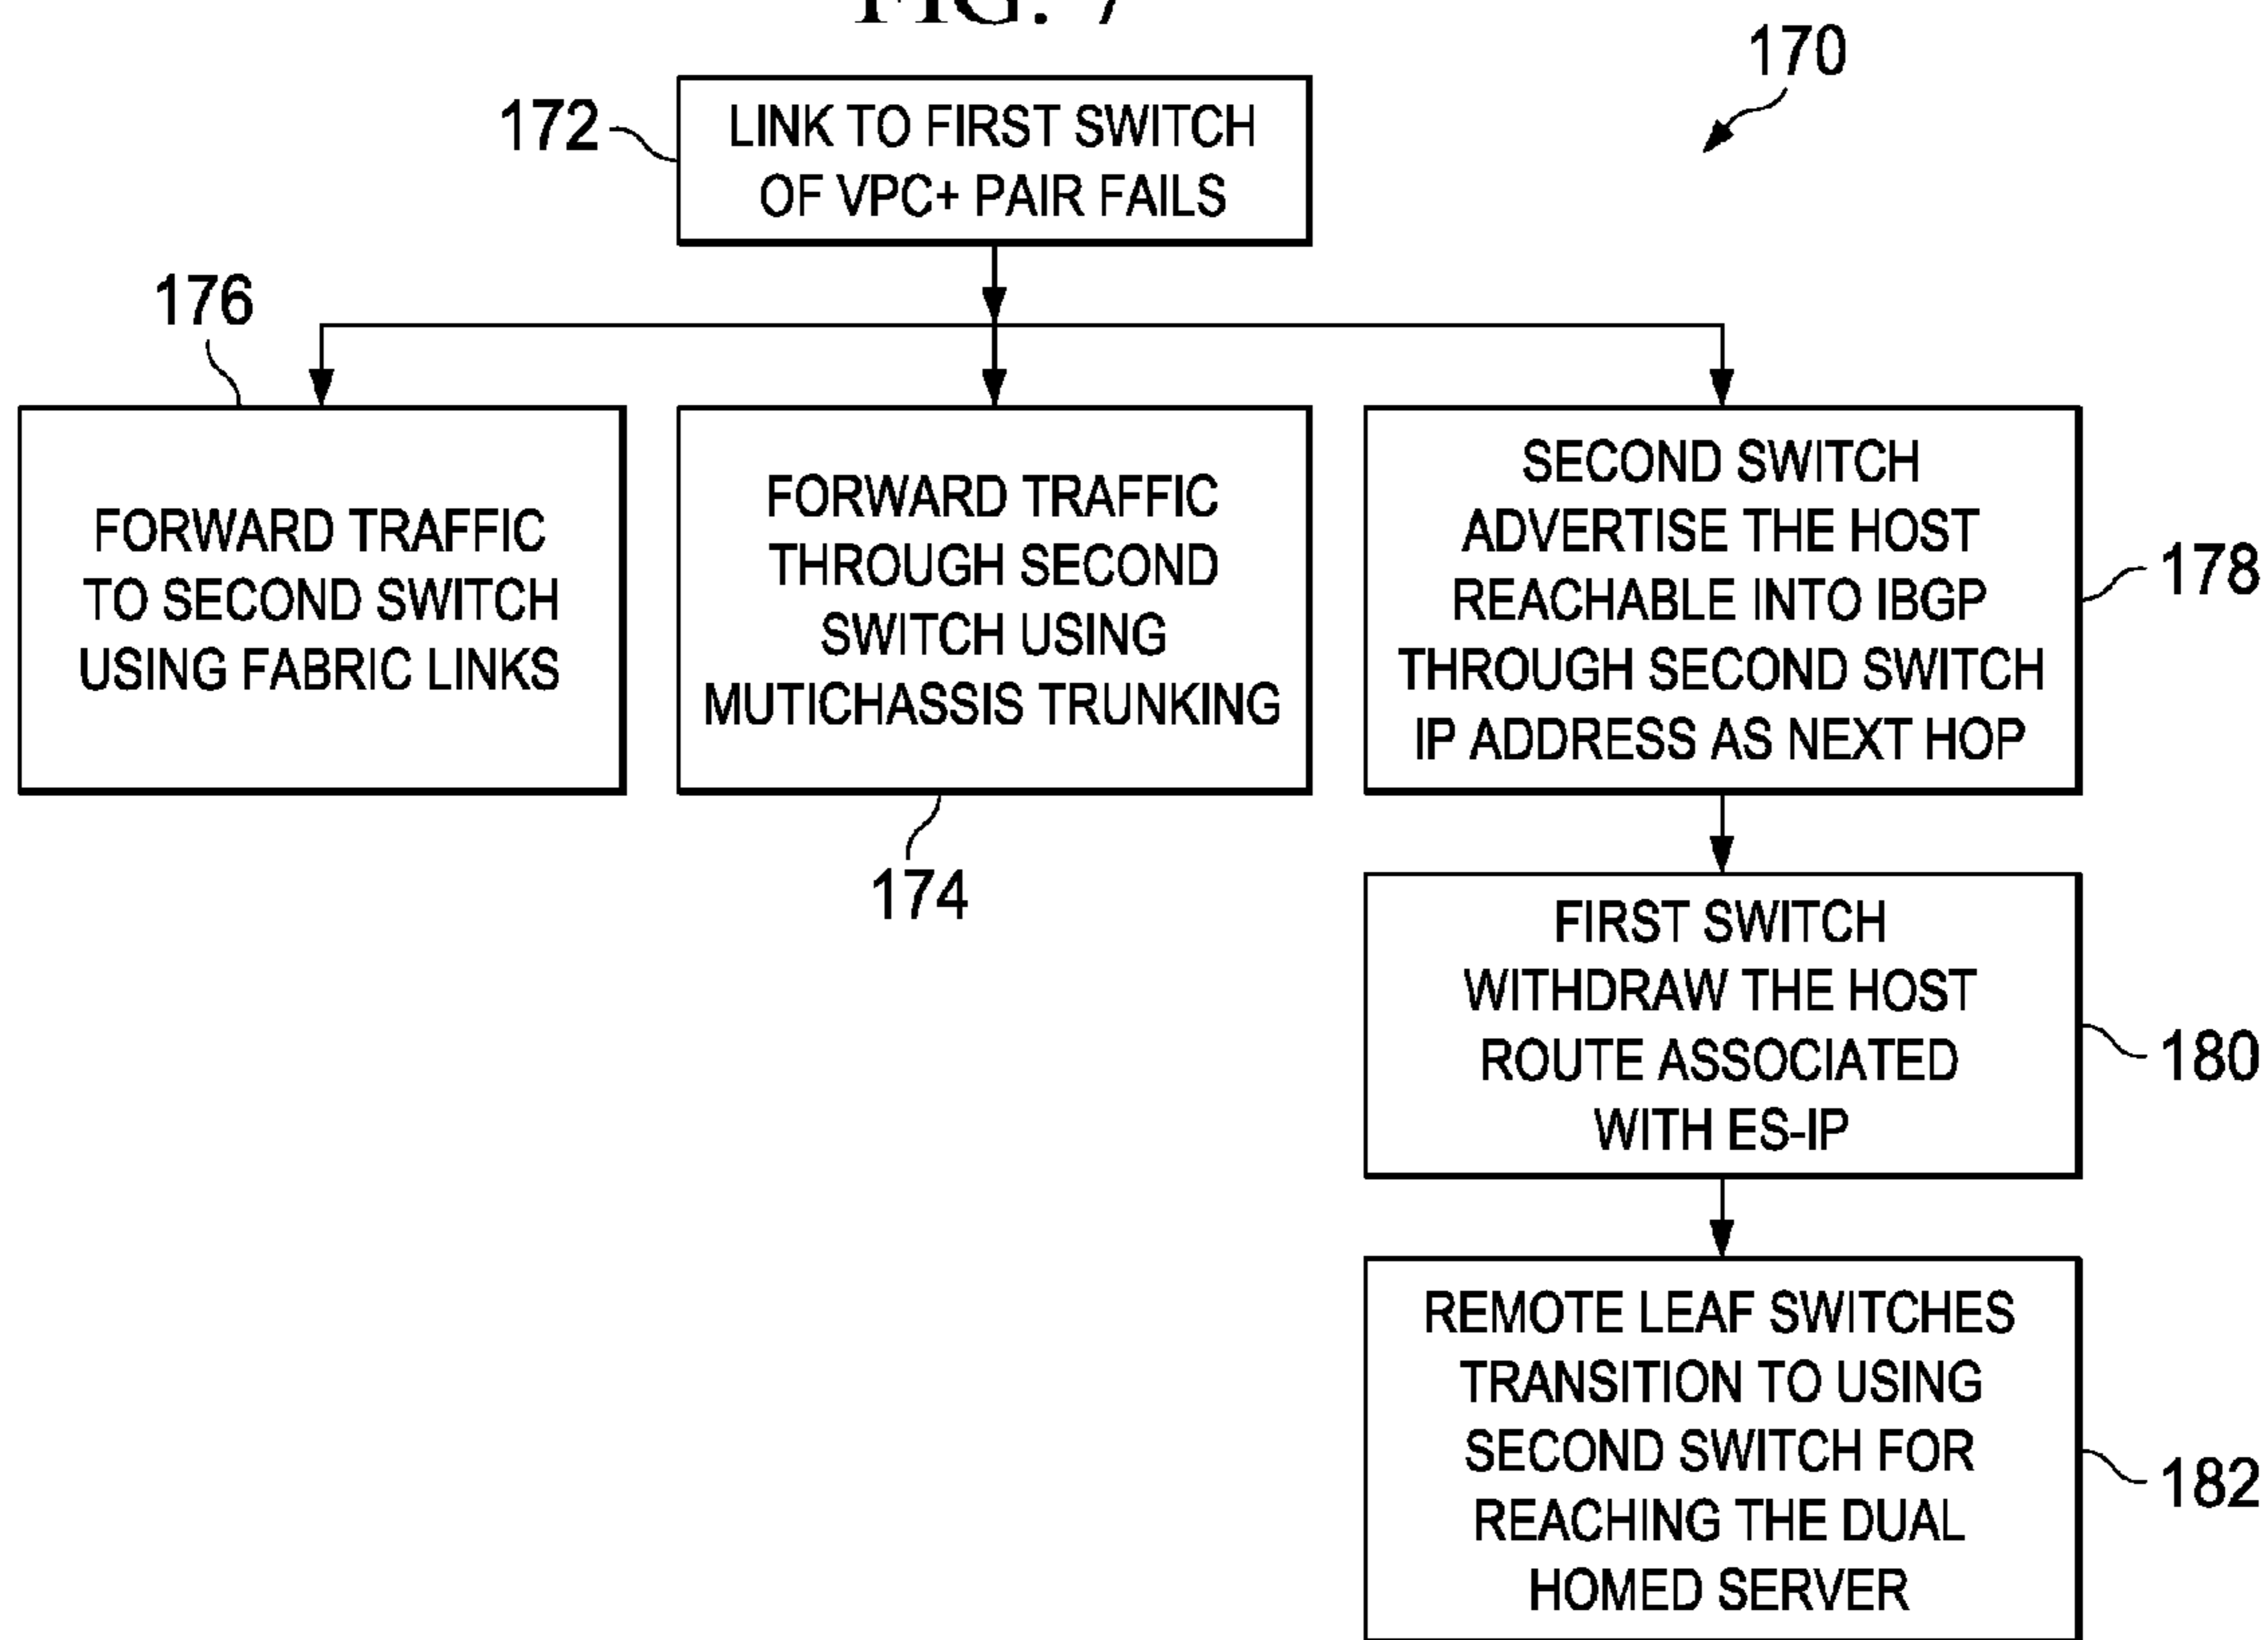 FIG. 7
170
172
LINK TO FIRST SWITCH
OF VPC+ PAIR FAILS
176
FORWARD TRAFFIC
TO SECOND SWITCH
USING FABRIC LINKS
FORWARD TRAFFIC
THROUGH SECOND
SWITCH USING
MUTICHASSIS TRUNKING
174
SECOND SWITCH
ADVERTISE THE HOST
REACHABLE INTO IBGP
THROUGH SECOND SWITCH
IP ADDRESS AS NEXT HOP
178
FIRST SWITCH
WITHDRAW THE HOST
ROUTE ASSOCIATED
WITH ES-IP
180
REMOTE LEAF SWITCHES
TRANSITION TO USING
SECOND SWITCH FOR
REACHING THE DUAL
HOMED SERVER
182